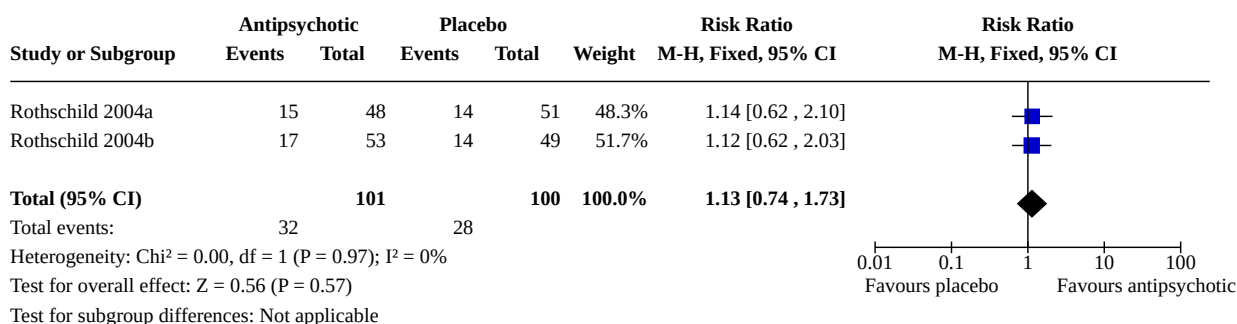 Antipsychotic Placebo Risk Ratio Risk Ratio
Study or Subgroup Events Total Events Total Weight M-H, Fixed, 95% CI M-H, Fixed, 95% CI
Rothschild 2004a 15 48 14 51 48.3% 1.14 [0.62 , 2.10]
Rothschild 2004b 17 53 14 49 51.7% 1.12 [0.62 , 2.03]
Total (95% CI) 101 100 100.0% 1.13 [0.74 , 1.73]
Total events: 32 28
Heterogeneity: Chi² = 0.00, df = 1 (P = 0.97); I² = 0%
0.01 0.1 1 10 100
Test for overall effect: Z = 0.56 (P = 0.57) Favours placebo Favours antipsychotic
Test for subgroup differences: Not applicable